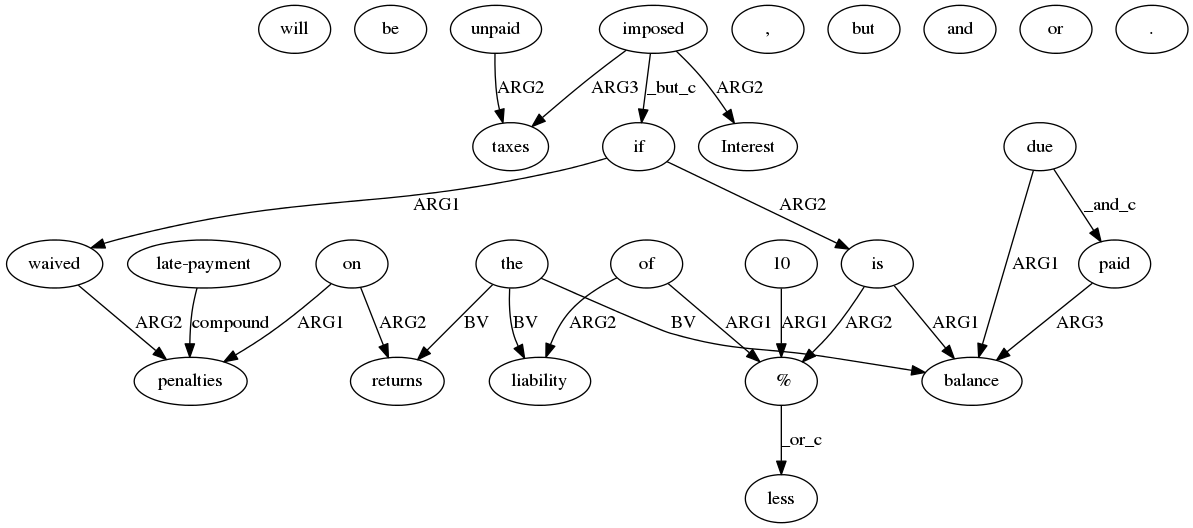 will be unpaid imposed , but and or .
ARG2 ARG3 _but_c ARG2
taxes if Interest due
ARG1 ARG2 _and_c
waived late-payment on the of 10 is paid
ARG2 compound ARG1 ARG2 BV BV ARG2 BV ARG1 ARG1 ARG2 ARG1 ARG1 ARG3
penalties returns liability % balance
_or_c
less